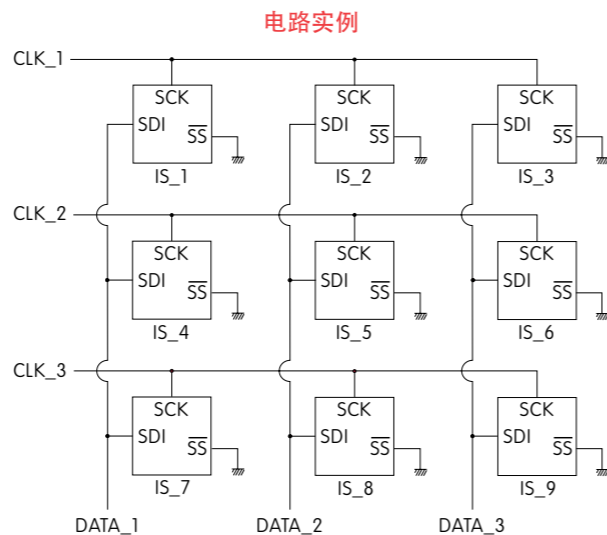 电路实例
CLK_1
SCK SCK SCK
SDI SS SDI SS SDI SS
IS_1 IS_2 IS_3
CLK_2
SCK SCK SCK
SDI SS SDI SS SDI SS
IS_4 IS_5 IS_6
CLK_3
SCK SCK SCK
SDI SS SDI SS SDI SS
IS_7 IS_8 IS_9
DATA_1 DATA_2 DATA_3